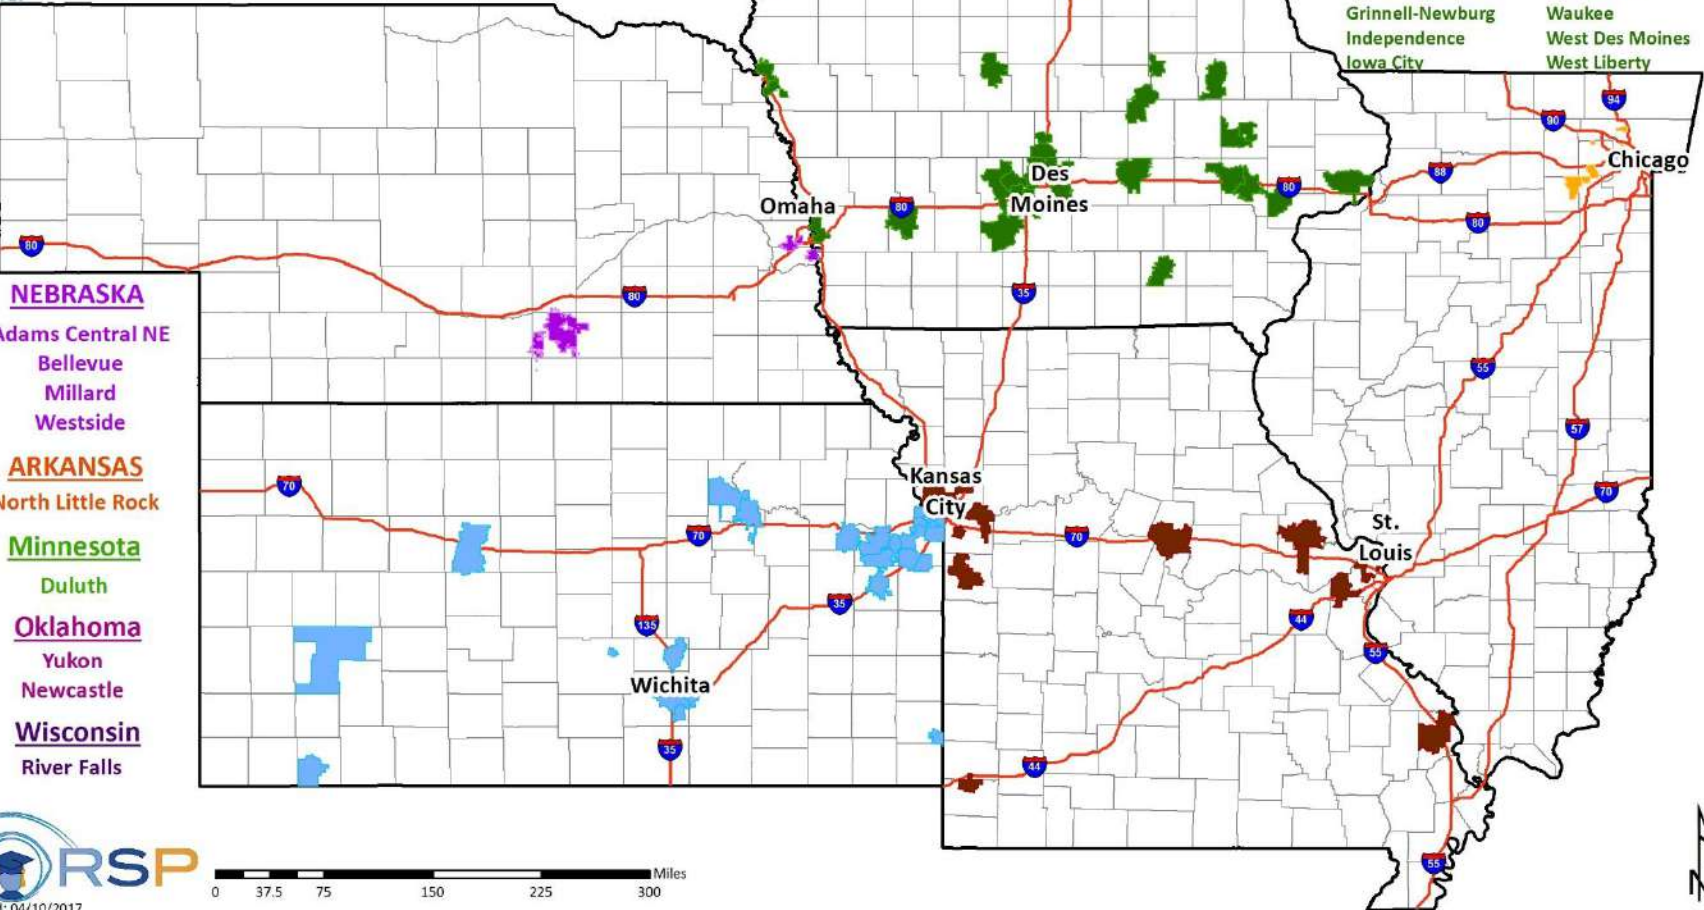 Grinnell-Newburg Waukee
Independence West Des Moines
Iowa City West Liberty
94
90
Chicago
88
Des
Moines
80
80
Omaha
80
80
80
35
NEBRASKA
Adams Central NE
Bellevue
Millard
Westside
55
57
ARKANSAS
North Little Rock
70
Kansas
City
70
St.
Louis
70
70
Minnesota
Duluth
35
135
44
55
Oklahoma
Yukon
Newcastle
Wichita
35
44
Wisconsin
River Falls
RSP
Miles
0 37.5 75 150 225 300
55
: 04/10/2017
N